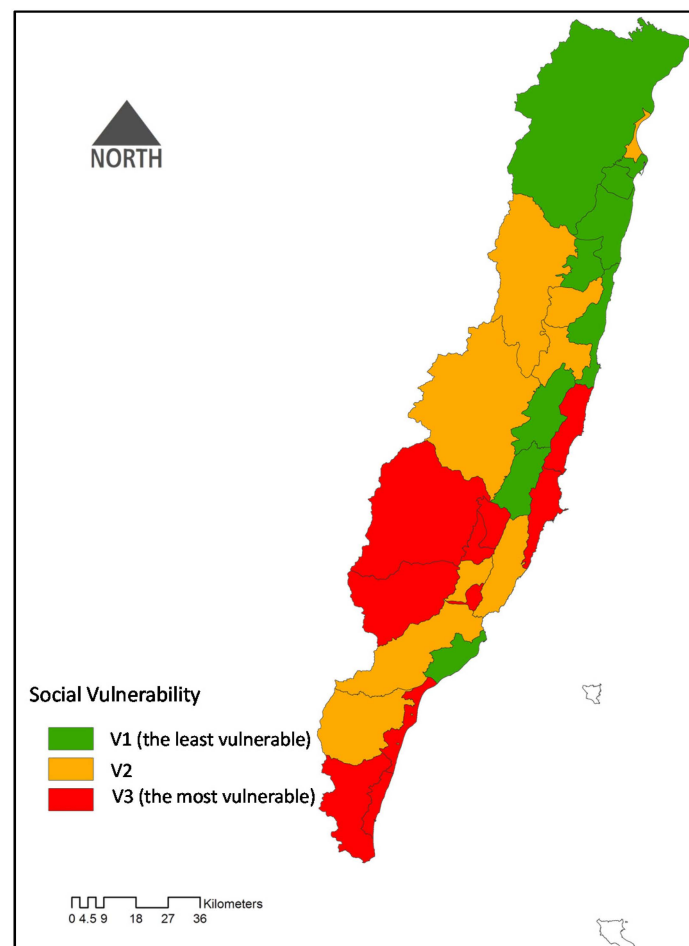 NORTH
Social Vulnerability
V1 (the least vulnerable)
V2
V3 (the most vulnerable)
Kilometers
0 4.5 9 18 27 36